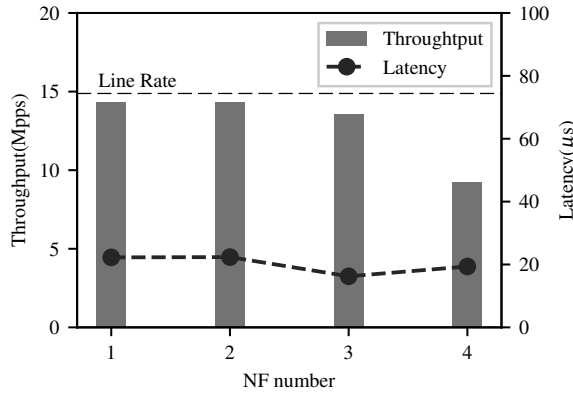 20
15
10
5
0
Throughput(Mpps)
Line Rate
Throughtput
Latency
100
80
60
40
20
0
Latency(μs)
1 2 3 4
NF number